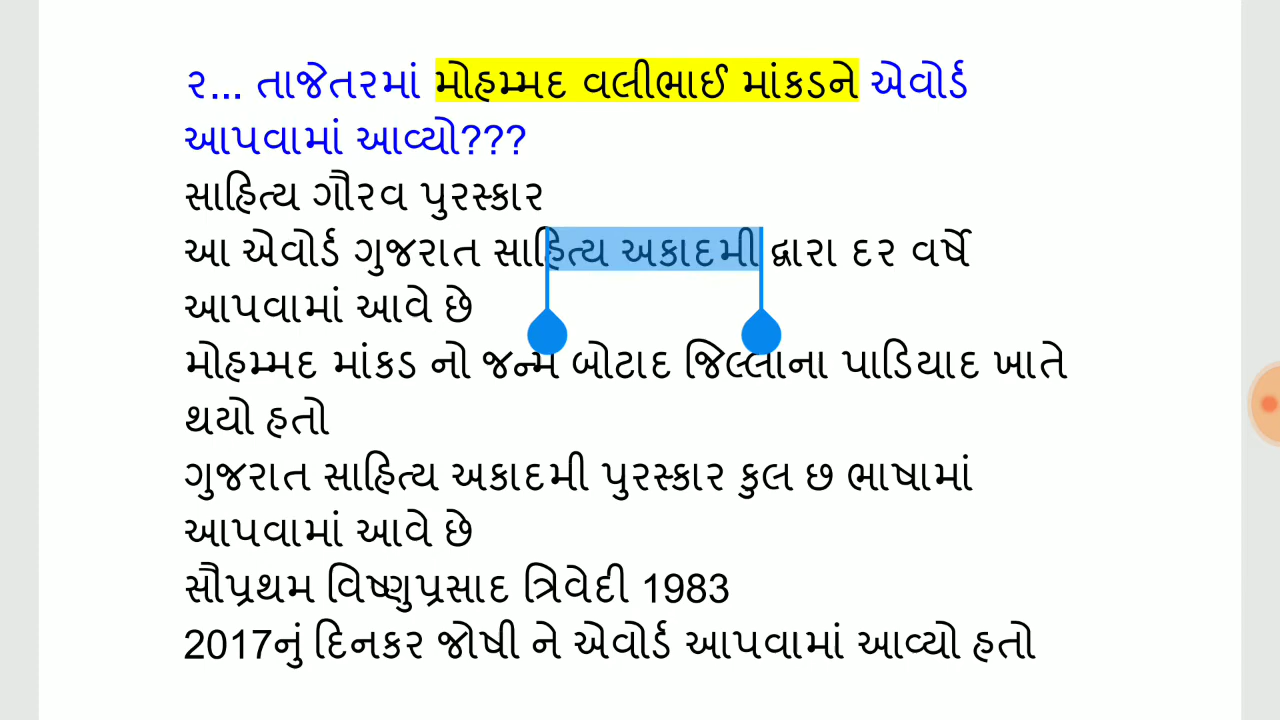 ૨... તાજેતરમાં મોહમ્મદ વલીભાઈ માંકડને એવોર્ડ
આપવામાં આવ્યો???
સાહિત્ય ગૌરવ પુરસ્કાર
આ એવોર્ડ ગુજરાત સાહિત્ય અકાદમી દ્વારા દર વર્ષે
આપવામાં આવે છે
મોહમ્મદ માંકડ નો જન્મ બોટાદ જિલ્લાના પાડિયાદ ખાતે
થયો હતો
ગુજરાત સાહિત્ય અકાદમી પુરસ્કાર કુલ છ ભાષામાં
આપવામાં આવે છે
સૌપ્રથમ વિષ્ણુપ્રસાદ ત્રિવેદી 1983
2017નું દિનકર જોષી ને એવોર્ડ આપવામાં આવ્યો હતો